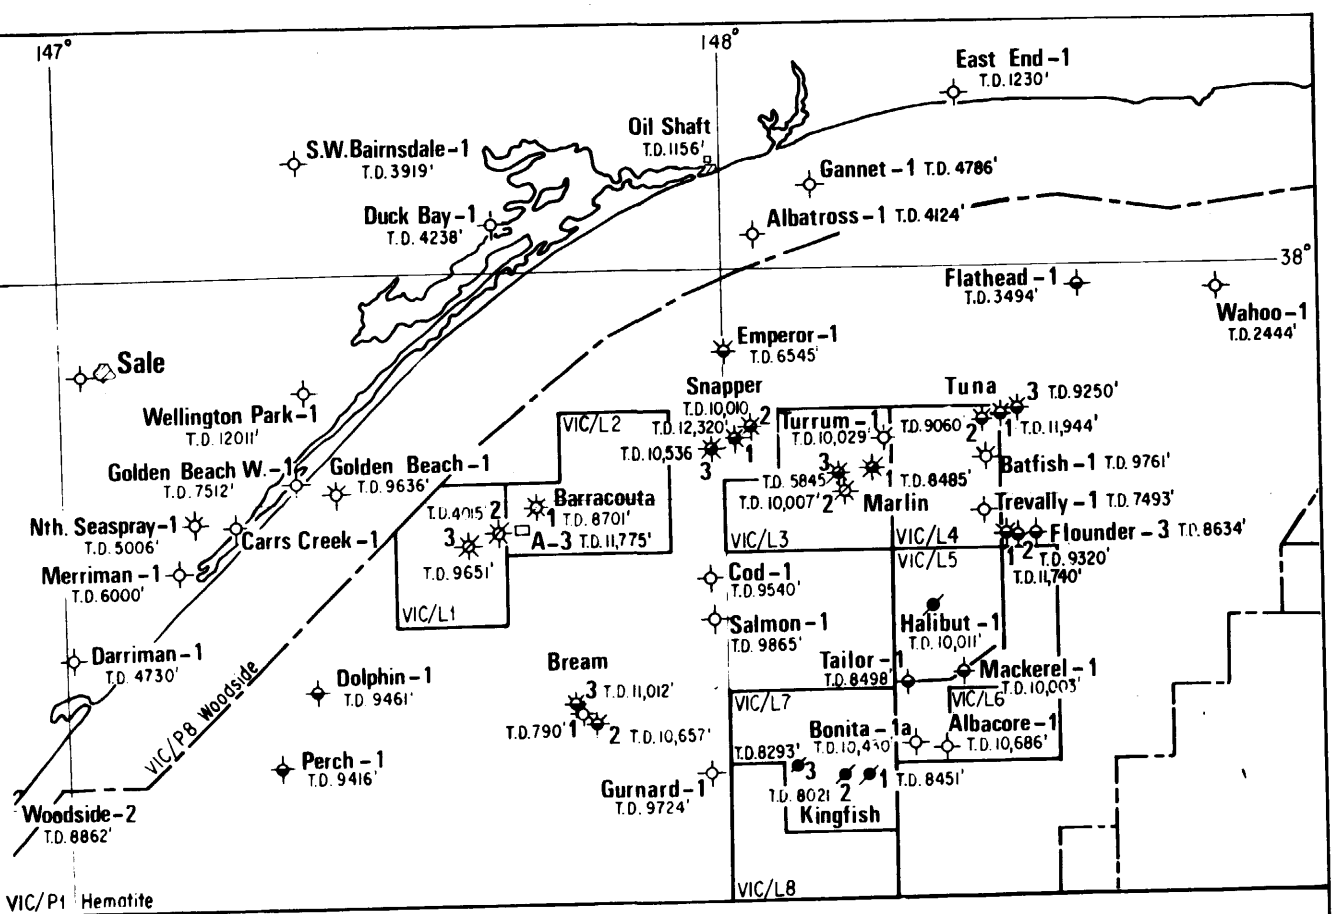 147°
148°
East End-1
T.D.1230'
Oil Shaft
T.D.1156'
S.W.Bairnsdale-1
T.D.3919'
Gannet-1 T.D.4786'
Duck Bay-1
T.D.4238'
Albatross-1 T.D.4124'
38°
Flathead-1
T.D.3494'
Wahoo-1
T.D.2444'
Emperor-1
T.D.6545'
Sale
Snapper
T.D.10,010
2
T.D.12,320'
1
T.D.10,536
3
Tuna
3 T.D.9250'
T.D.9060
1 T.D.11,944'
2
Wellington Park-1
T.D.12011'
VIC/L2
Turrum-1
T.D.10,029'
Batfish-1 T.D.9761'
Golden Beach W.-1
T.D.7512'
Golden Beach-1
T.D.9636'
3
T.D.5845'
1 T.D.8485'
T.D.10,007'
2
Marlin
Barracouta
1 T.D.8701'
T.D.4015'
2
A-3 T.D.11,775'
3
T.D.9651'
Trevally-1 T.D.7493'
Nth. Seaspray-1
T.D.5006'
Carrs Creek-1
VIC/L3
VIC/L4
VIC/L5
Flounder-3 T.D.8634'
1 2 T.D.9320'
T.D.11,740'
Merriman-1
T.D.6000'
Cod-1
T.D.9540'
VIC/L1
Salmon-1
T.D.9865'
Halibut-1
T.D.10,011'
Darriman-1
T.D.4730'
Bream
Tailor-1
T.D.8498'
Mackerel-1
T.D.10,003'
VIC/P8 Woodside
Dolphin-1
T.D.9461'
3 T.D.11,012'
T.D.790' 1
2 T.D.10,657'
VIC/L7
VIC/L6
Bonita-1a
T.D.10,430'
Albacore-1
T.D.10,686'
Perch-1
T.D.9416'
T.D.8293'
3
Gurnard-1
T.D.9724'
T.D.8021 2
1 T.D.8451'
Kingfish
Woodside-2
T.D.8862'
VIC/L8
VIC/P1 Hematite